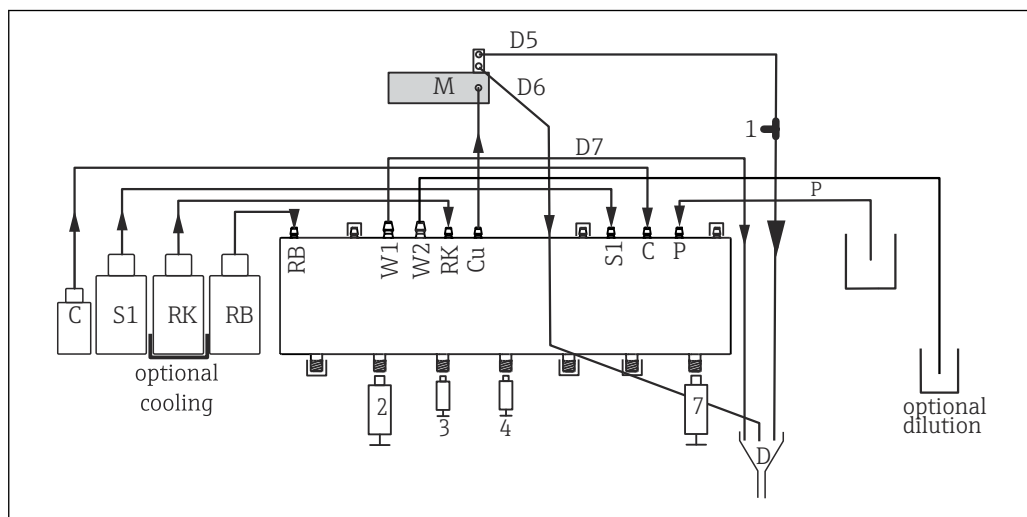 D5
M
D6
1
D7
P
RB
W1
W2
RK
Cu
S1
C
P
C
S1
RK
RB
optional
cooling
2
3
4
7
optional
dilution
D